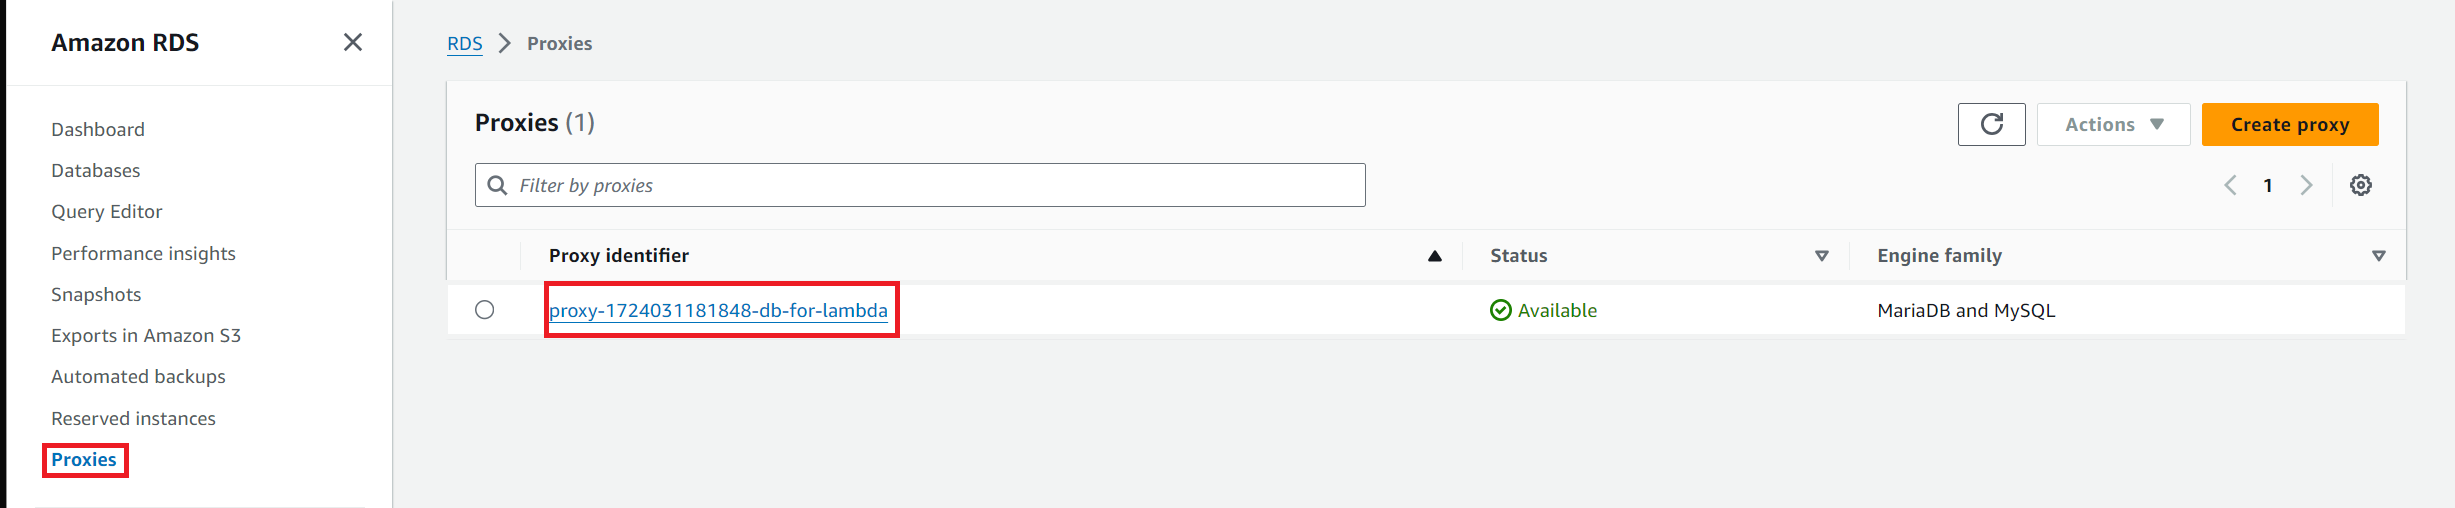 Amazon RDS
Dashboard
Databases
Query Editor
Performance insights
Snapshots
Exports in Amazon S3
Automated backups
Reserved instances
Proxies
RDS Proxies
Proxies (1)
Actions
Create proxy
Filter by proxies
1
Proxy identifier Status Engine family
proxy-1724031181848-db-for-lambda Available MariaDB and MySQL